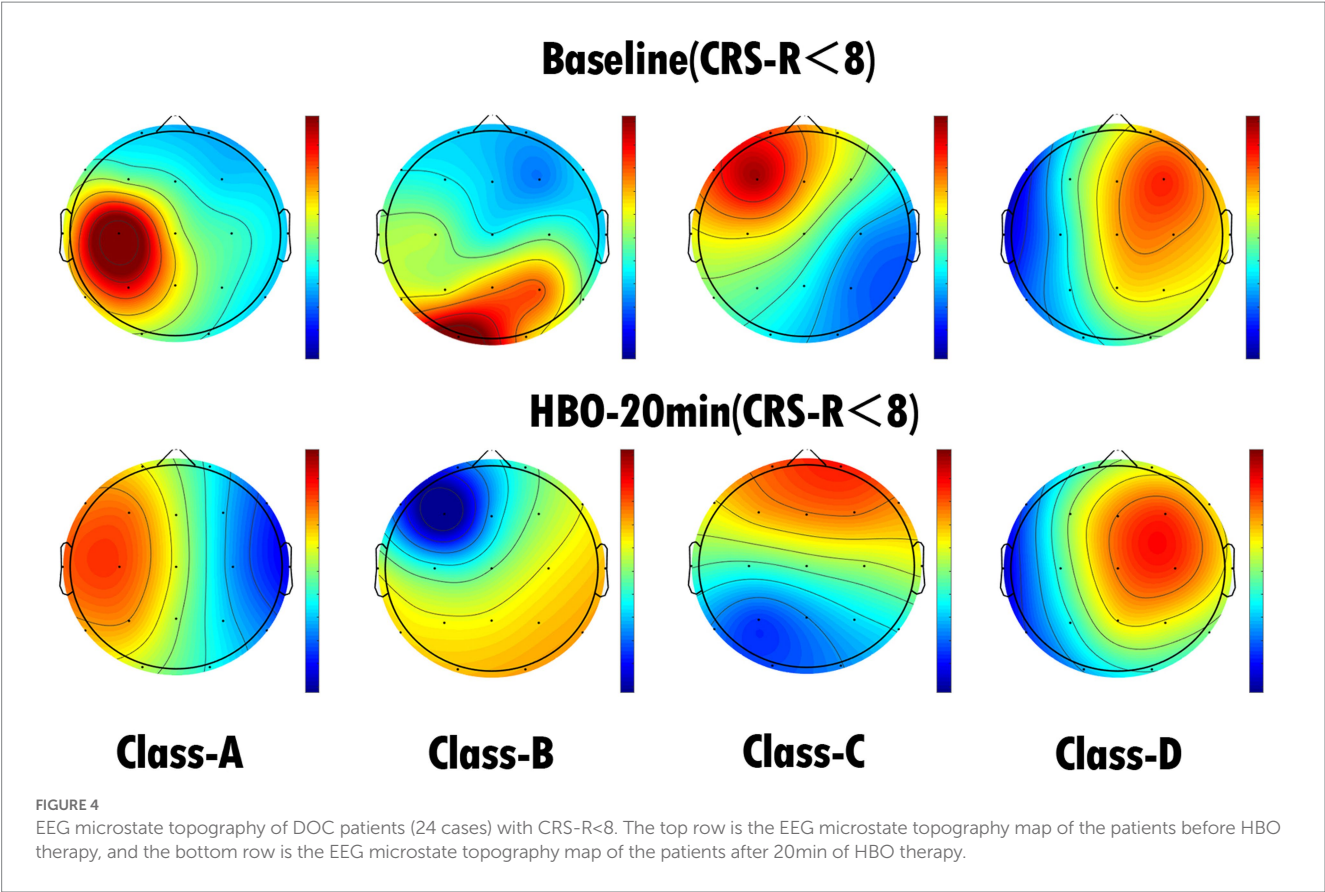 Baseline(CRS-R<8)
HBO-20min(CRS-R<8)
Class-A Class-B Class-C Class-D
FIGURE 4
EEG microstate topography of DOC patients (24 cases) with CRS-R<8. The top row is the EEG microstate topography map of the patients before HBO
therapy, and the bottom row is the EEG microstate topography map of the patients after 20min of HBO therapy.